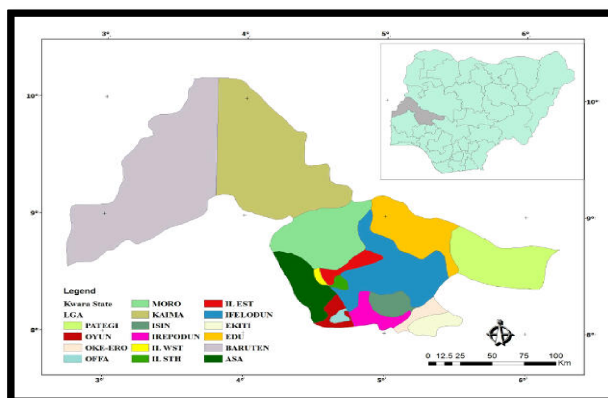 3° 4° 5° 6°
10° 10°
9° 9°
8° 8°
Legend
Kwara State
LGA
PATEGI
OYUN
OKE-ERO
OFFA
MORO
KAIMA
ISIN
IREPODUN
IL WST
IL STH
IL EST
IFELODUN
EKITI
EDU
BARUTEN
ASA
0 12.5 25 50 75 100
Km
3° 4° 5° 6°